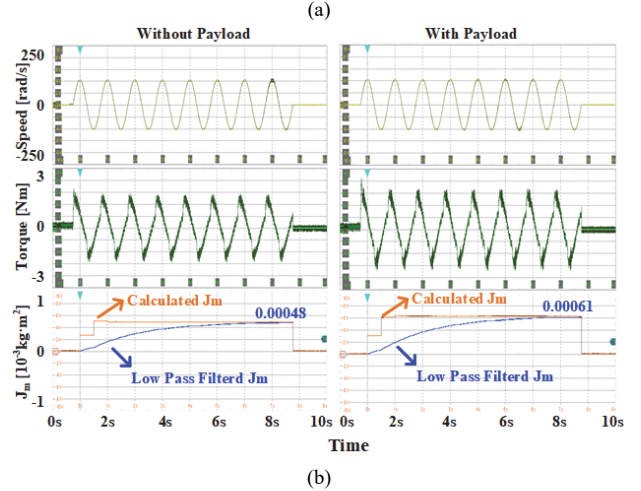 (a)
Without Payload
With Payload
Speed [rad/s]
250
0
-250
Torque [Nm]
3
0
-3
Jm [10-3kg·m2]
1
0
-1
Calculated Jm
0.00048
Low Pass Filterd Jm
Calculated Jm
0.00061
Low Pass Filterd Jm
0s 2s 4s 6s 8s 10s
0s 2s 4s 6s 8s 10s
Time
(b)